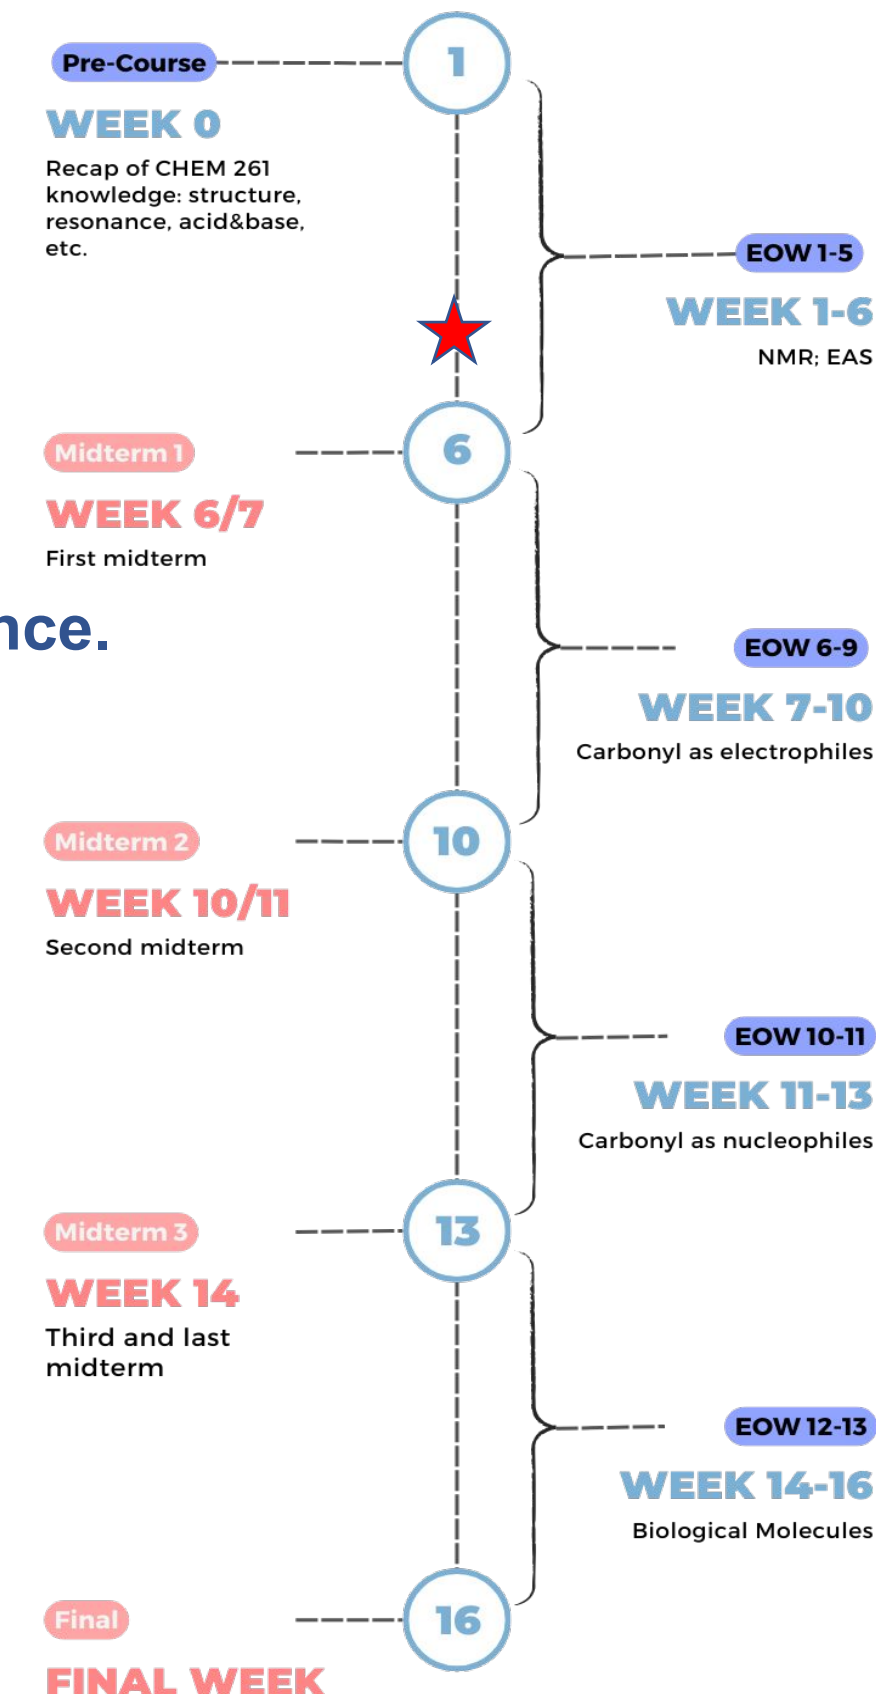 1
Pre-Course
WEEK 0
Recap of CHEM 261
knowledge: structure,
resonance, acid&base,
etc.
EOW 1-5
WEEK 1-6
NMR; EAS
6
Midterm 1
WEEK 6/7
First midterm
nce.
EOW 6-9
WEEK 7-10
Carbonyl as electrophiles
10
Midterm 2
WEEK 10/11
Second midterm
EOW 10-11
WEEK 11-13
Carbonyl as nucleophiles
13
Midterm 3
WEEK 14
Third and last
midterm
EOW 12-13
WEEK 14-16
Biological Molecules
16
Final
FINAL WEEK